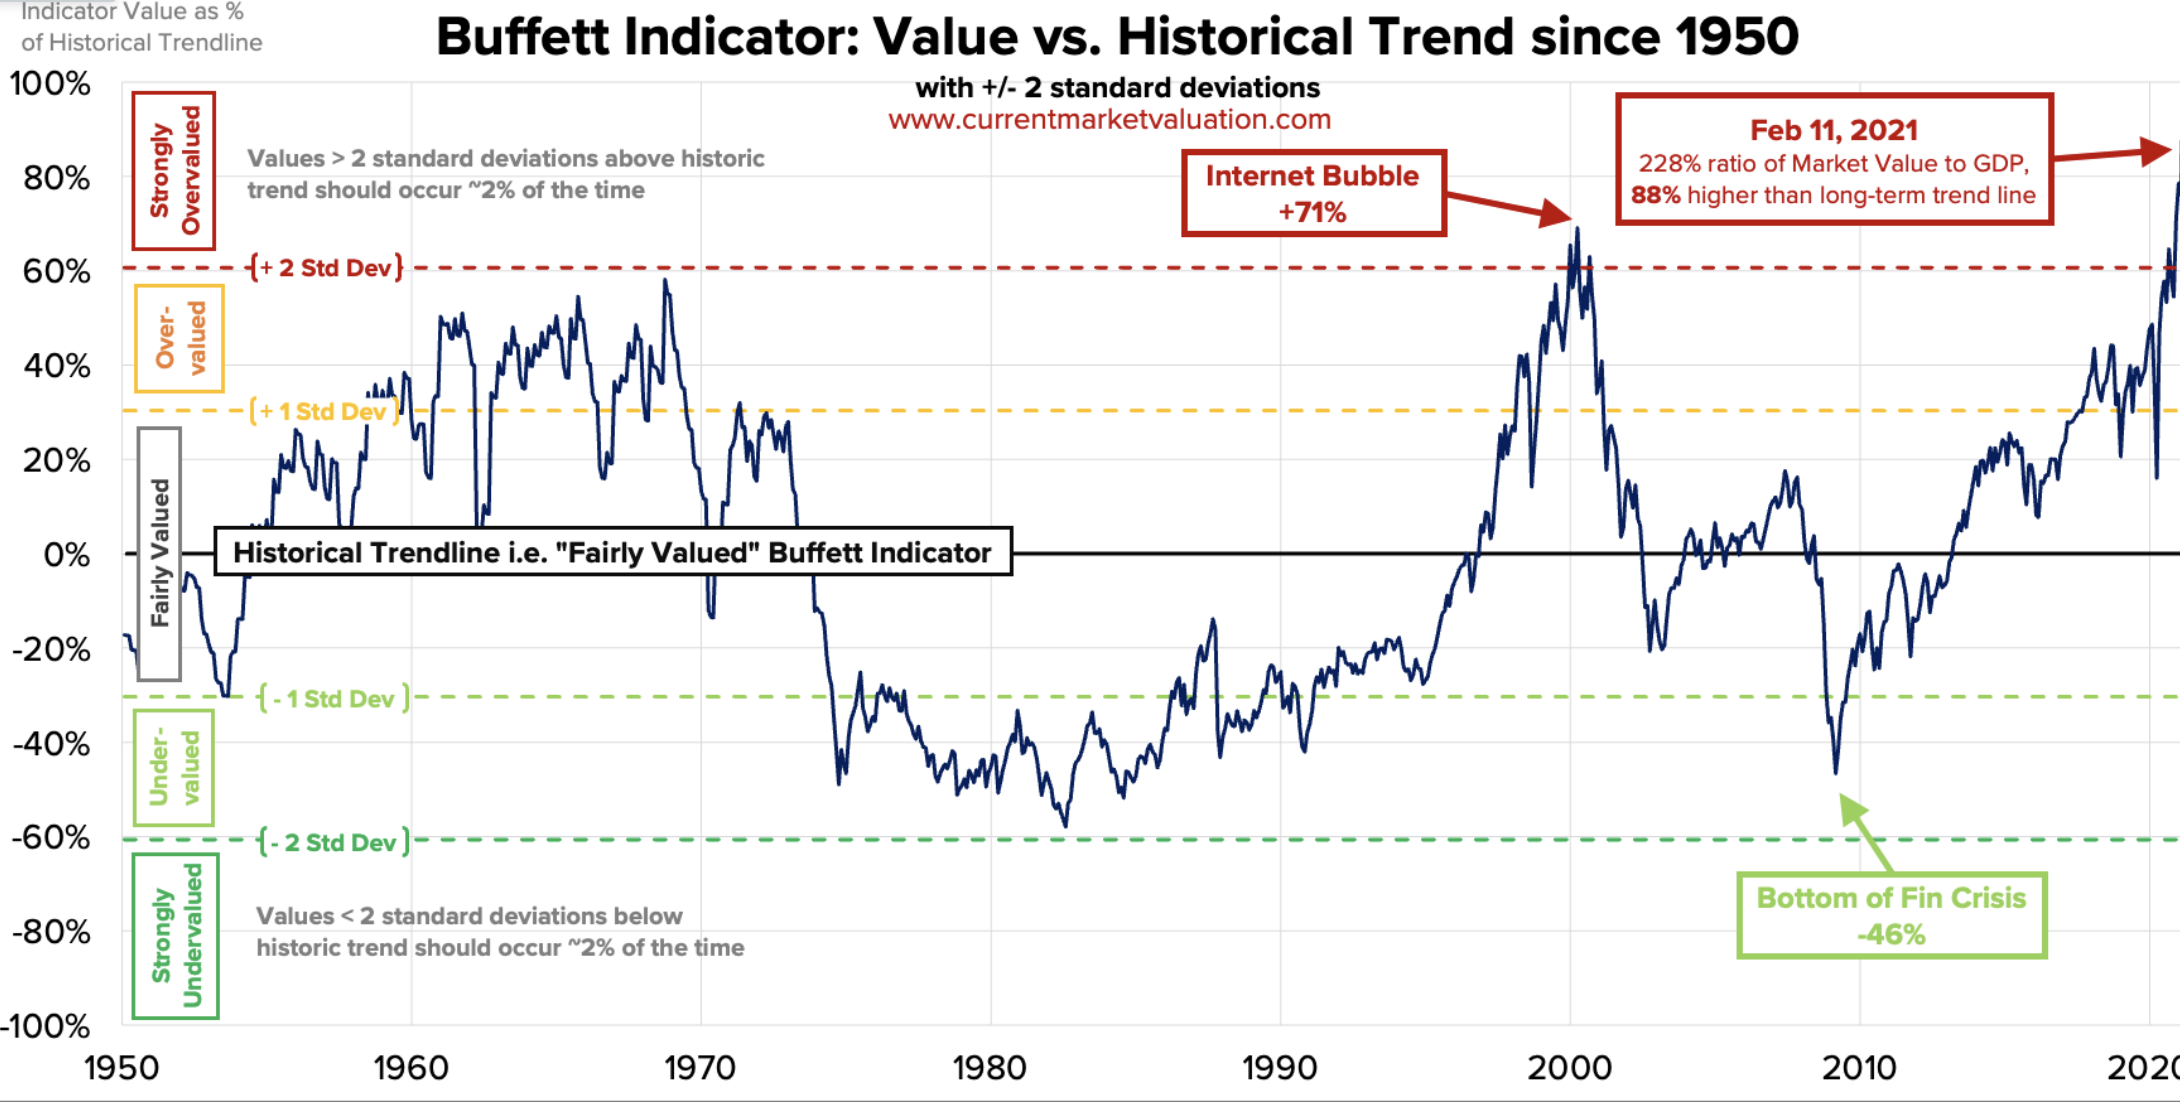 Indicator Value as %
of Historical Trendline
Buffett Indicator: Value vs. Historical Trend since 1950
with +/- 2 standard deviations
www.currentmarketvaluation.com
100%
80%
60%
40%
20%
0%
-20%
-40%
-60%
-80%
-100%
Strongly
Overvalued
Values > 2 standard deviations above historic
trend should occur ~2% of the time
Internet Bubble
+71%
Feb 11, 2021
228% ratio of Market Value to GDP,
88% higher than long-term trend line
{+ 2 Std Dev}
Over-
valued
{+ 1 Std Dev}
Fairly Valued
Historical Trendline i.e. "Fairly Valued" Buffett Indicator
{- 1 Std Dev}
Under-
valued
{- 2 Std Dev}
Strongly
Undervalued
Values < 2 standard deviations below
historic trend should occur ~2% of the time
Bottom of Fin Crisis
-46%
1950 1960 1970 1980 1990 2000 2010 2020